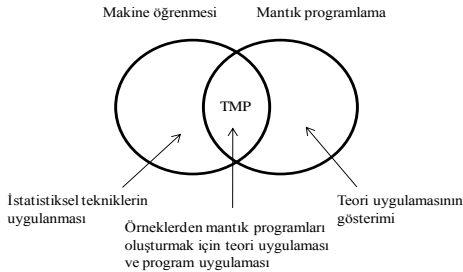 Makine öğrenmesi
Mantık programlama
TMP
İstatistiksel tekniklerin
uygulanması
Teori uygulamasının
gösterimi
Örneklerden mantık programları
oluşturmak için teori uygulaması
ve program uygulaması